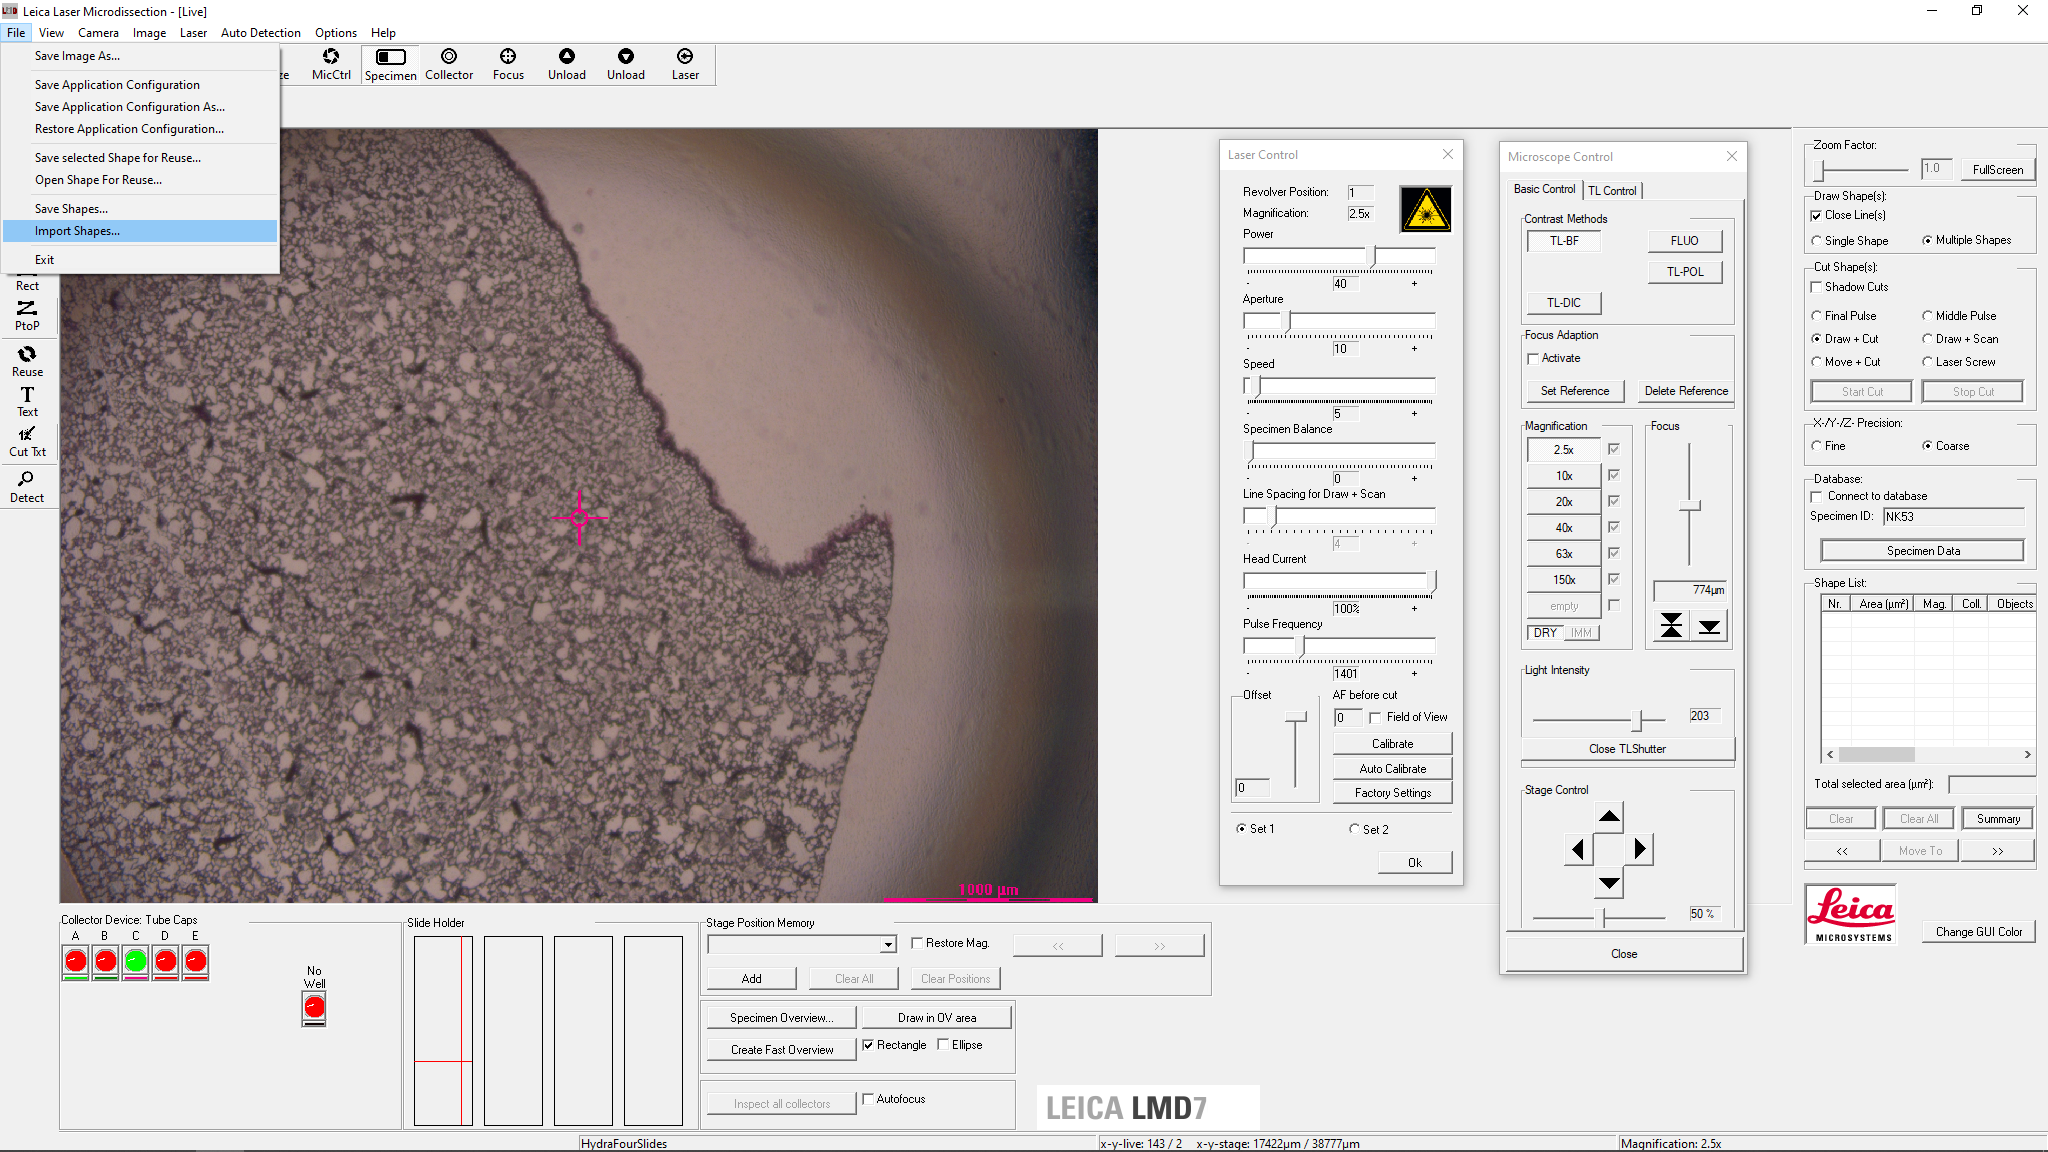 Leica Laser Microdissection - [Live]
File View Camera Image Laser Auto Detection Options Help
Save Image As...
Save Application Configuration
Save Application Configuration As...
Restore Application Configuration...
Save selected Shape for Reuse...
Open Shape For Reuse...
Save Shapes...
Import Shapes...
Exit
ze MicCtrl Specimen Collector Focus Unload Unload Laser
Rect
PtoP
Reuse
Text
Cut Txt
Detect
1000 µm
Laser Control
Revolver Position: 1
Magnification: 2.5x
Power
- 40 +
Aperture
- 10 +
Speed
- 5 +
Specimen Balance
- 0 +
Line Spacing for Draw + Scan
- 4 +
Head Current
- 100% +
Pulse Frequency
- 1401 +
Offset
0
AF before cut
0 Field of View
Calibrate
Auto Calibrate
Factory Settings
Set 1 Set 2
Ok
Microscope Control
Basic Control TL Control
Contrast Methods
TL-BF FLUO
TL-POL
TL-DIC
Focus Adaption
Activate
Set Reference Delete Reference
Magnification
2.5x
10x
20x
40x
63x
150x
empty
DRY IMM
Focus
774µm
Light Intensity
203
Close TLShutter
Stage Control
50 %
Close
Zoom Factor:
1.0 FullScreen
Draw Shape(s):
Close Line(s)
Single Shape Multiple Shapes
Cut Shape(s):
Shadow Cuts
Final Pulse Middle Pulse
Draw + Cut Draw + Scan
Move + Cut Laser Screw
Start Cut Stop Cut
X-/Y-/Z- Precision:
Fine Coarse
Database:
Connect to database
Specimen ID: NK53
Specimen Data
Shape List:
Nr. Area (µm²) Mag. Coll. Objects
Total selected area (µm²):
Clear Clear All Summary
<< Move To >>
Leica
MICROSYSTEMS
Change GUI Color
Collector Device: Tube Caps
A B C D E
No
Well
Slide Holder
Stage Position Memory
Restore Mag. << >>
Add Clear All Clear Positions
Specimen Overview... Draw in OV area
Create Fast Overview Rectangle Ellipse
Inspect all collectors Autofocus
LEICA LMD7
HydraFourSlides x-y-live: 143 / 2 x-y-stage: 17422µm / 38777µm Magnification: 2.5x